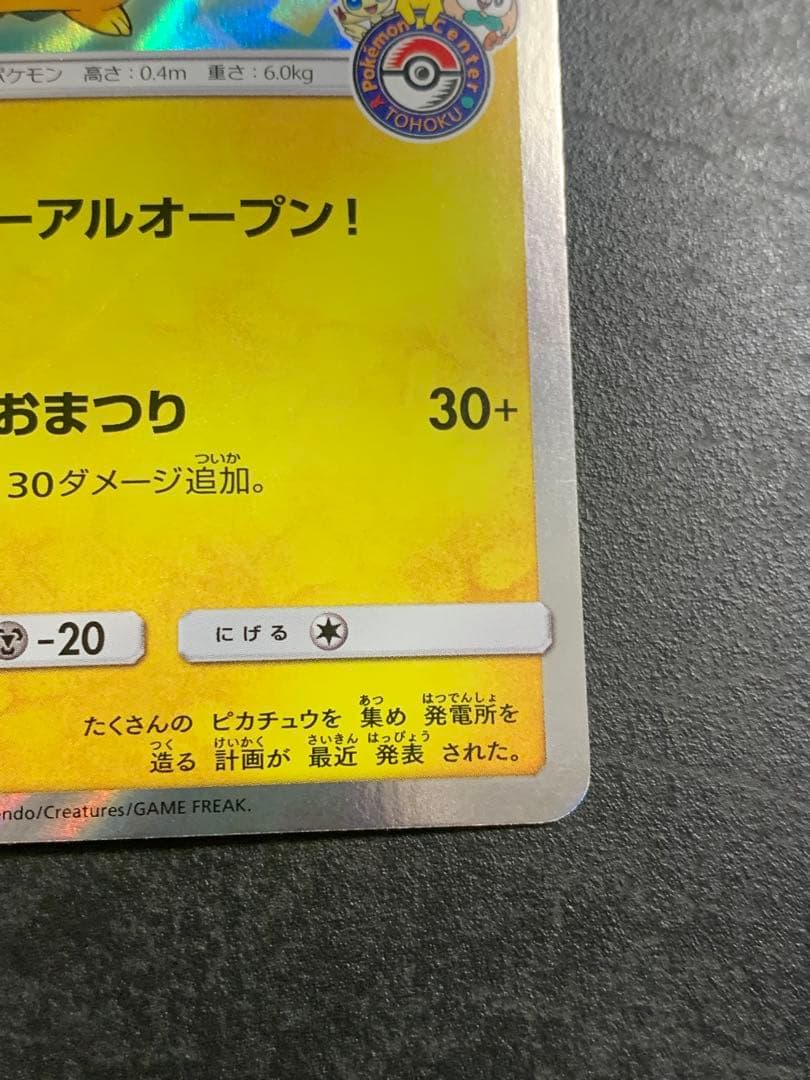 ポケモン 高さ：0.4m 重さ：6.0kg
Pokémon Center
TOHOKU
ーアルオープン！
おまつり 30+
ついか
30ダメージ追加。
-20 にげる
あつ はつでんしょ
たくさんの ピカチュウを 集め 発電所を
つく けいかく さいきん はっぴょう
造る 計画が 最近 発表 された。
endo/Creatures/GAME FREAK.